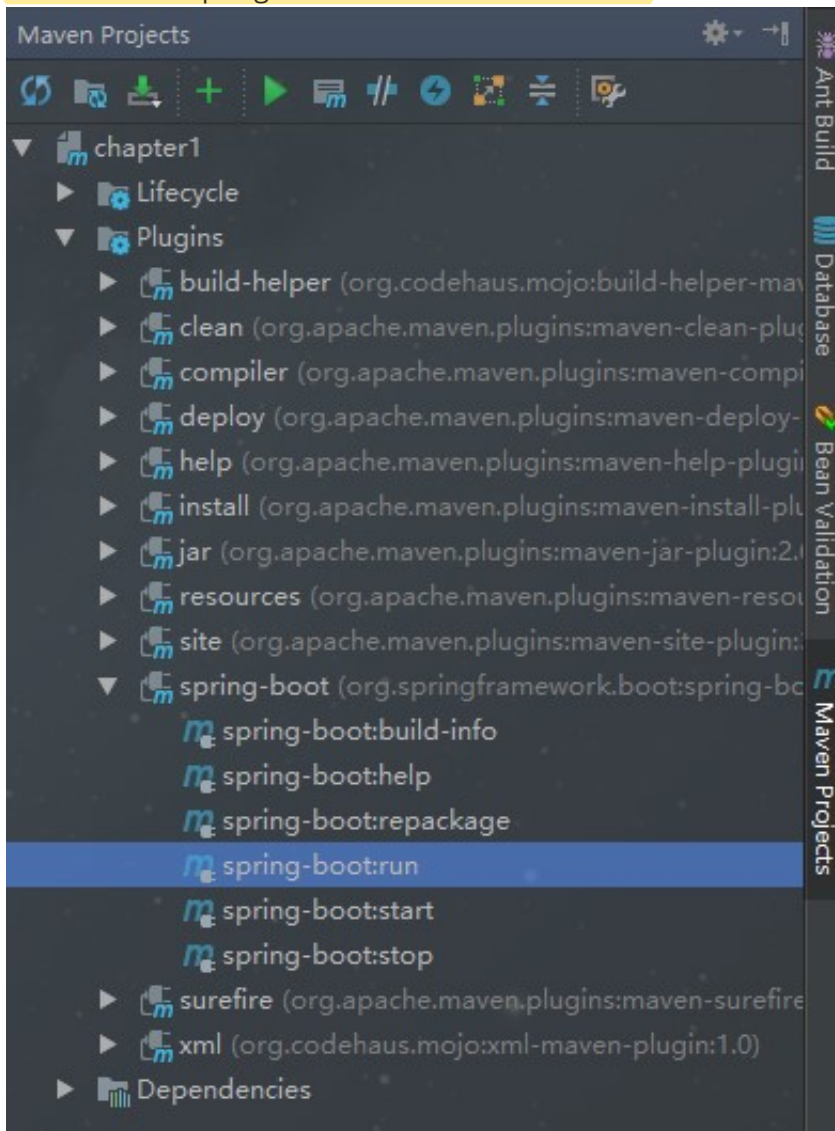 Maven Projects
chapter1
Lifecycle
Plugins
build-helper (org.codehaus.mojo:build-helper-mav
clean (org.apache.maven.plugins:maven-clean-plug
compiler (org.apache.maven.plugins:maven-compi
deploy (org.apache.maven.plugins:maven-deploy-
help (org.apache.maven.plugins:maven-help-plugi
install (org.apache.maven.plugins:maven-install-plu
jar (org.apache.maven.plugins:maven-jar-plugin:2.
resources (org.apache.maven.plugins:maven-resou
site (org.apache.maven.plugins:maven-site-plugin:
spring-boot (org.springframework.boot:spring-bo
spring-boot:build-info
spring-boot:help
spring-boot:repackage
spring-boot:run
spring-boot:start
spring-boot:stop
surefire (org.apache.maven.plugins:maven-surefire
xml (org.codehaus.mojo:xml-maven-plugin:1.0)
Dependencies
Ant Build
Database
Bean Validation
Maven Projects